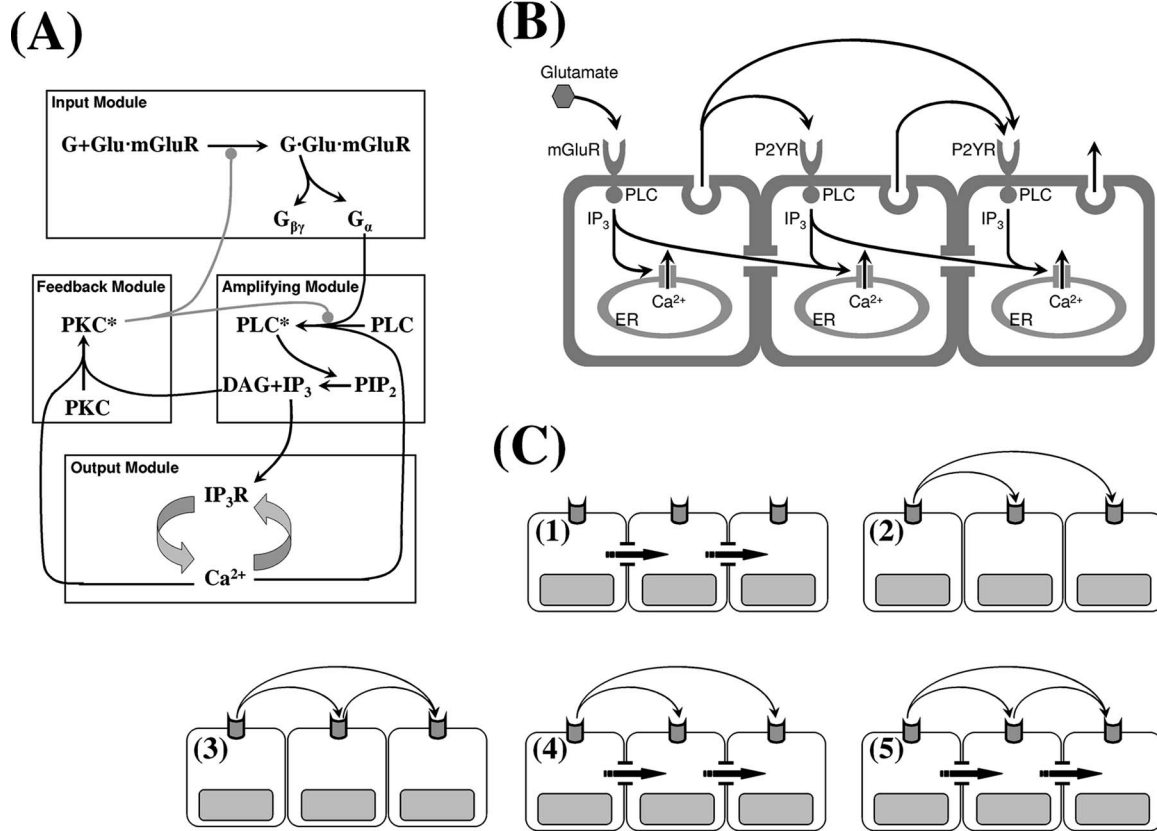 (A)
Input Module
G+Glu·mGluR G·Glu·mGluR
Gβγ Gα
Feedback Module
PKC*
PKC
Amplifying Module
PLC* PLC
DAG+IP3 PIP2
Output Module
IP3R
Ca2+
(B)
Glutamate
mGluR P2YR P2YR
PLC PLC PLC
IP3 IP3 IP3
Ca2+ Ca2+ Ca2+
ER ER ER
(C)
(1) (2)
(3) (4) (5)